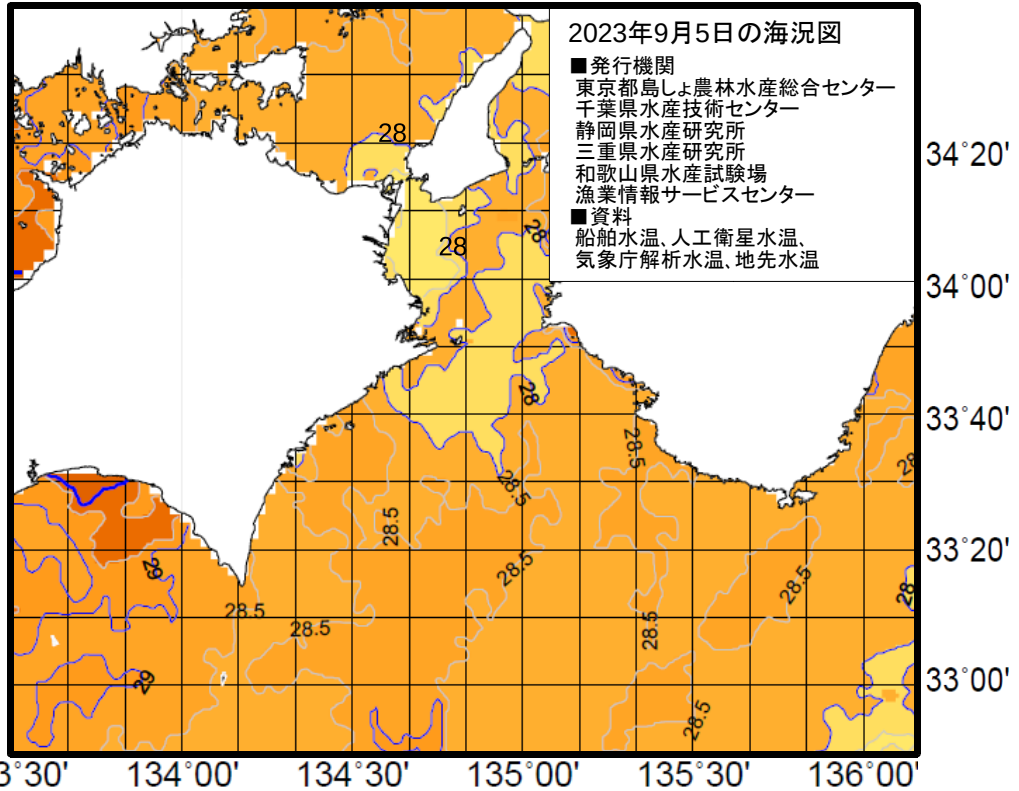 2023年9月5日の海況図
■発行機関
東京都島しょ農林水産総合センター
千葉県水産技術センター
静岡県水産研究所
三重県水産研究所
和歌山県水産試験場
漁業情報サービスセンター
■資料
船舶水温、人工衛星水温、
気象庁解析水温、地先水温
28
28
28
28
28.5
28.5
28.5
28.5
28.5
28.5
28.5
28.5
28.5
29
29
28
28
34°20'
34°00'
33°40'
33°20'
33°00'
3°30'
134°00'
134°30'
135°00'
135°30'
136°00'